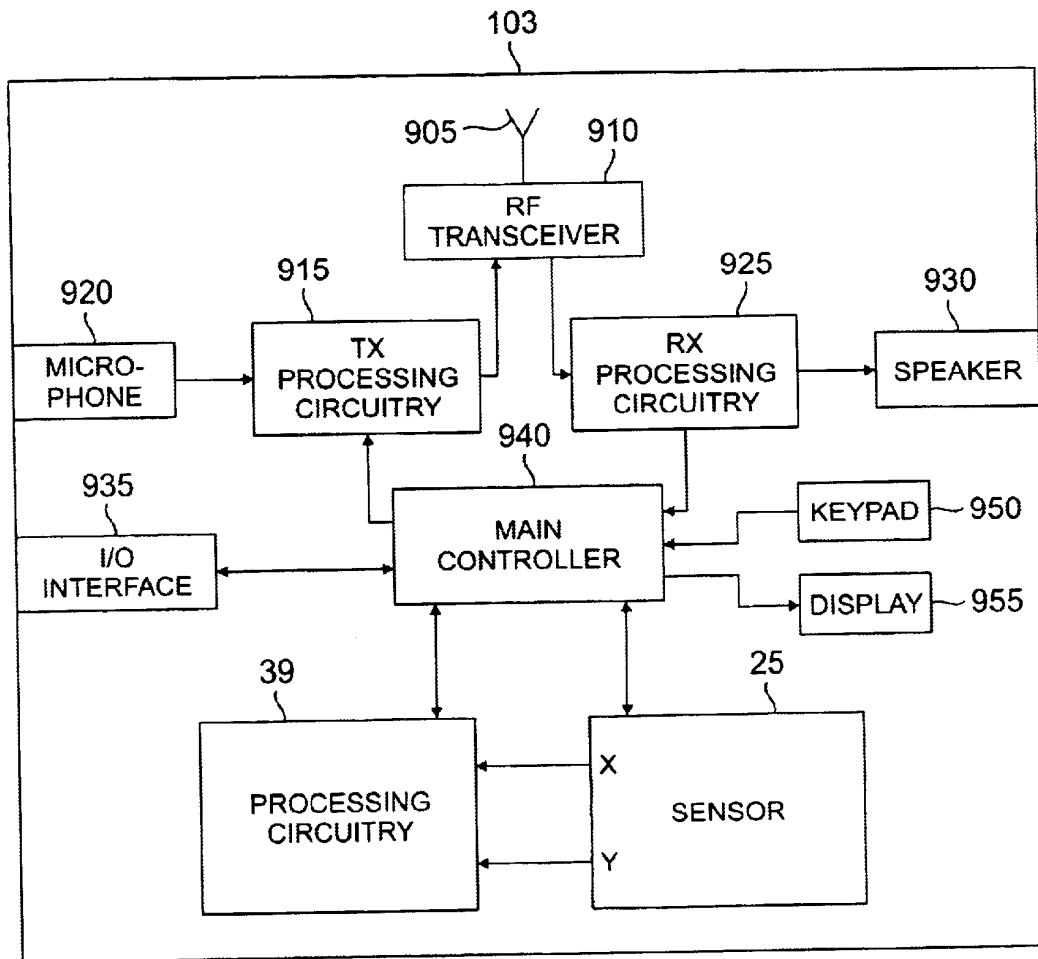 103
905
910
RF
TRANSCEIVER
920
915
925
930
MICRO-
PHONE
TX
PROCESSING
CIRCUITRY
RX
PROCESSING
CIRCUITRY
SPEAKER
935
940
I/O
INTERFACE
MAIN
CONTROLLER
KEYPAD
950
DISPLAY
955
39
25
PROCESSING
CIRCUITRY
X
Y
SENSOR